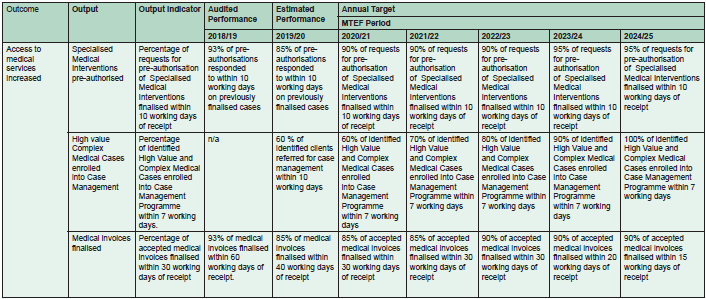 Outcome
Output
Output Indicator
Audited
Performance
Estimated
Performance
Annual Target
MTEF Period
2018/19
2019/20
2020/21
2021/22
2022/23
2023/24
2024/25
Access to
medical
services
increased
Specialised
Medical
Interventions
pre-authorised
Percentage of
requests for
pre-authorisation
of Specialised
Medical
Interventions
finalised within
10 working days
of receipt
93% of pre-
authorisations
responded
to within 10
working days
on previously
finalised cases
85% of pre-
authorisations
responded
to within 10
working days
on previously
finalised cases
90% of requests
for pre-
authorisation
of Specialised
Medical
Interventions
finalised within 10
working days of
receipt
90% of requests
for pre-
authorisation
of Specialised
Medical
Interventions
finalised within 10
working days of
receipt
90% of requests
for pre-
authorisation
of Specialised
Medical
Interventions
finalised within 10
working days of
receipt
95% of requests
for pre-
authorisation
of Specialised
Medical
Interventions
finalised within 10
working days of
receipt
95% of requests for
pre-authorisation of
Specialised Medical
Interventions
finalised within 10
working days of
receipt
High value
Complex
Medical Cases
enrolled
into Case
Management
Percentage
of identified
High Value and
Complex Medical
Cases enrolled
into Case
Management
Programme
within 7 working
days.
n/a
60 % of
identified clients
referred for case
management
within 10
working days
60% of identified
High Value
and Complex
Medical Cases
enrolled into Case
Management
Programme
within 7 working
days
70% of identified
High Value
and Complex
Medical Cases
enrolled into Case
Management
Programme
within 7 working
days
80% of identified
High Value
and Complex
Medical Cases
enrolled into Case
Management
Programme
within 7 working
days
90% of identified
High Value and
Complex Medical
Cases enrolled
into Case
Management
Programme
within 7 working
days
100% of identified
High Value and
Complex Medical
Cases enrolled into
Case Management
Programme within 7
working days
Medical invoices
finalised
Percentage of
accepted medical
invoices finalised
within 30 working
days of receipt
93% of medical
invoices finalised
within 60
working days of
receipt.
85% of medical
invoices
finalised within
40 working days
of receipt
85% of accepted
medical invoices
finalised within
30 working days of
receipt
85% of accepted
medical invoices
finalised within 30
working days of
receipt
90% of accepted
medical invoices
finalised within 30
working days of
receipt
90% of accepted
medical invoices
finalised within 20
working days of
receipt
90% of accepted
medical invoices
finalised within 15
working days of
receipt